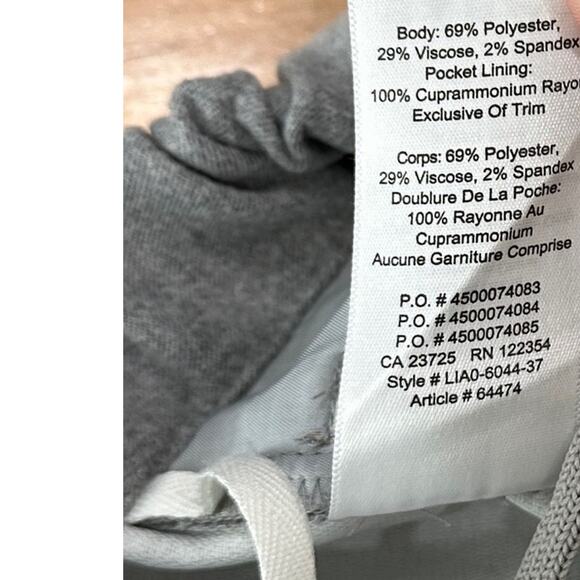 Body: 69% Polyester,
29% Viscose, 2% Spandex
Pocket Lining:
100% Cuprammonium
Exclusive Of Trim
Corps: 69% Polyester,
29% Viscose, 2% Spandex
Doublure De La Poche:
100% Rayonne Au
Cuprammonium
Aucune Garniture Comprise
P.O. # 4500074083
P.O. # 4500074084
P.O. # 4500074085
CA 23725 RN 122354
Style # LIA0-6044-37
Article # 64474